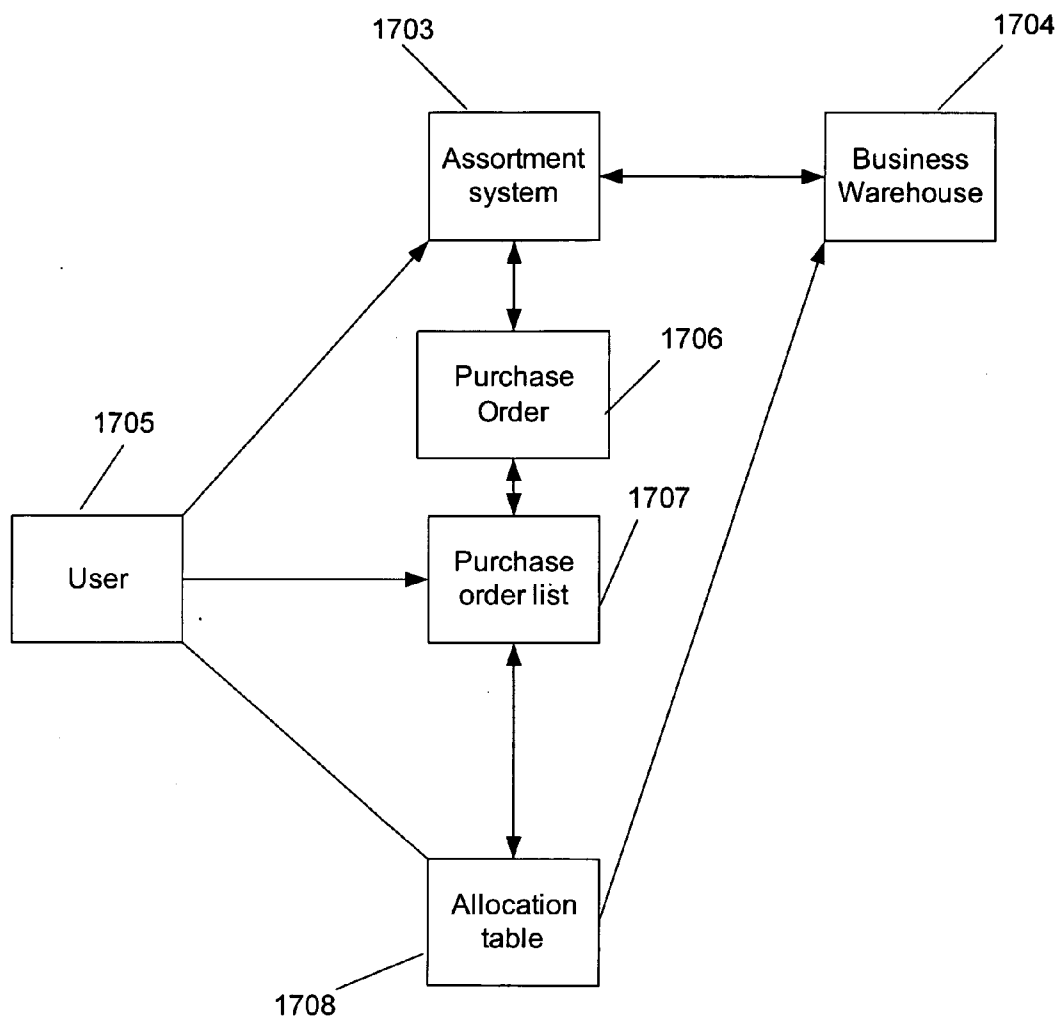 1703
1704
Assortment
system
Business
Warehouse
1706
Purchase
Order
1705
1707
User
Purchase
order list
Allocation
table
1708